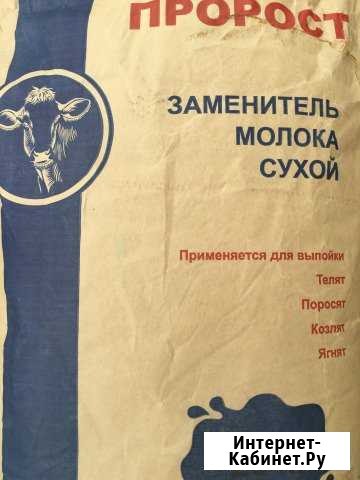 ПРОРОСТ
ЗАМЕНИТЕЛЬ
МОЛОКА
СУХОЙ
Применяется для выпойки
Телят
Поросят
Козлят
Ягнят
Интернет-
Кабинет.Ру